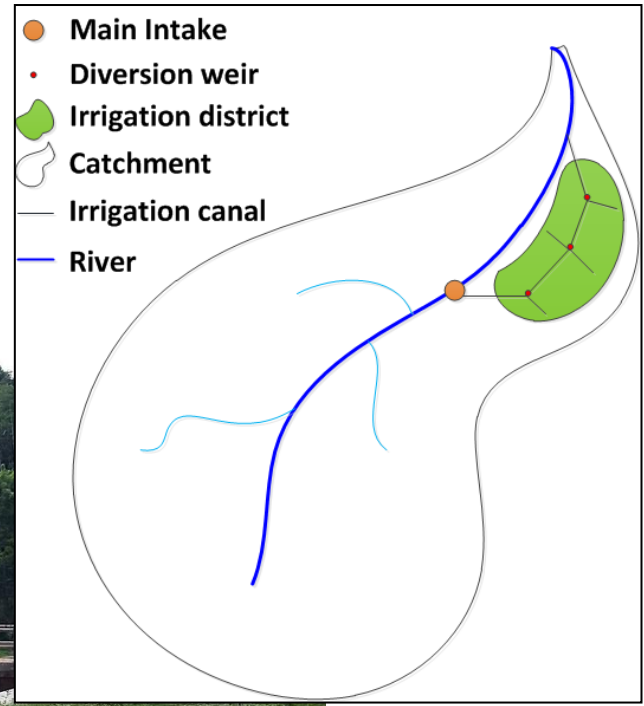 Main Intake
Diversion weir
Irrigation district
Catchment
Irrigation canal
River